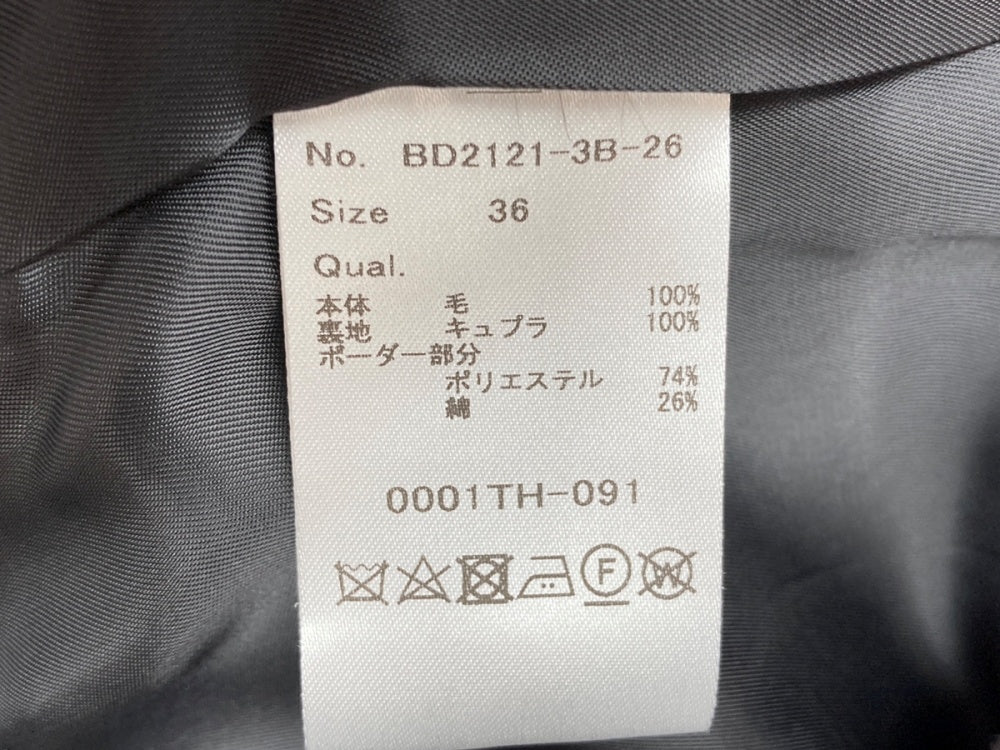 No. BD2121-3B-26
Size 36
Qual.
本体 毛 100%
裏地 キュプラ 100%
ボーダー部分
ポリエステル 74%
綿 26%
0001TH-091
F W